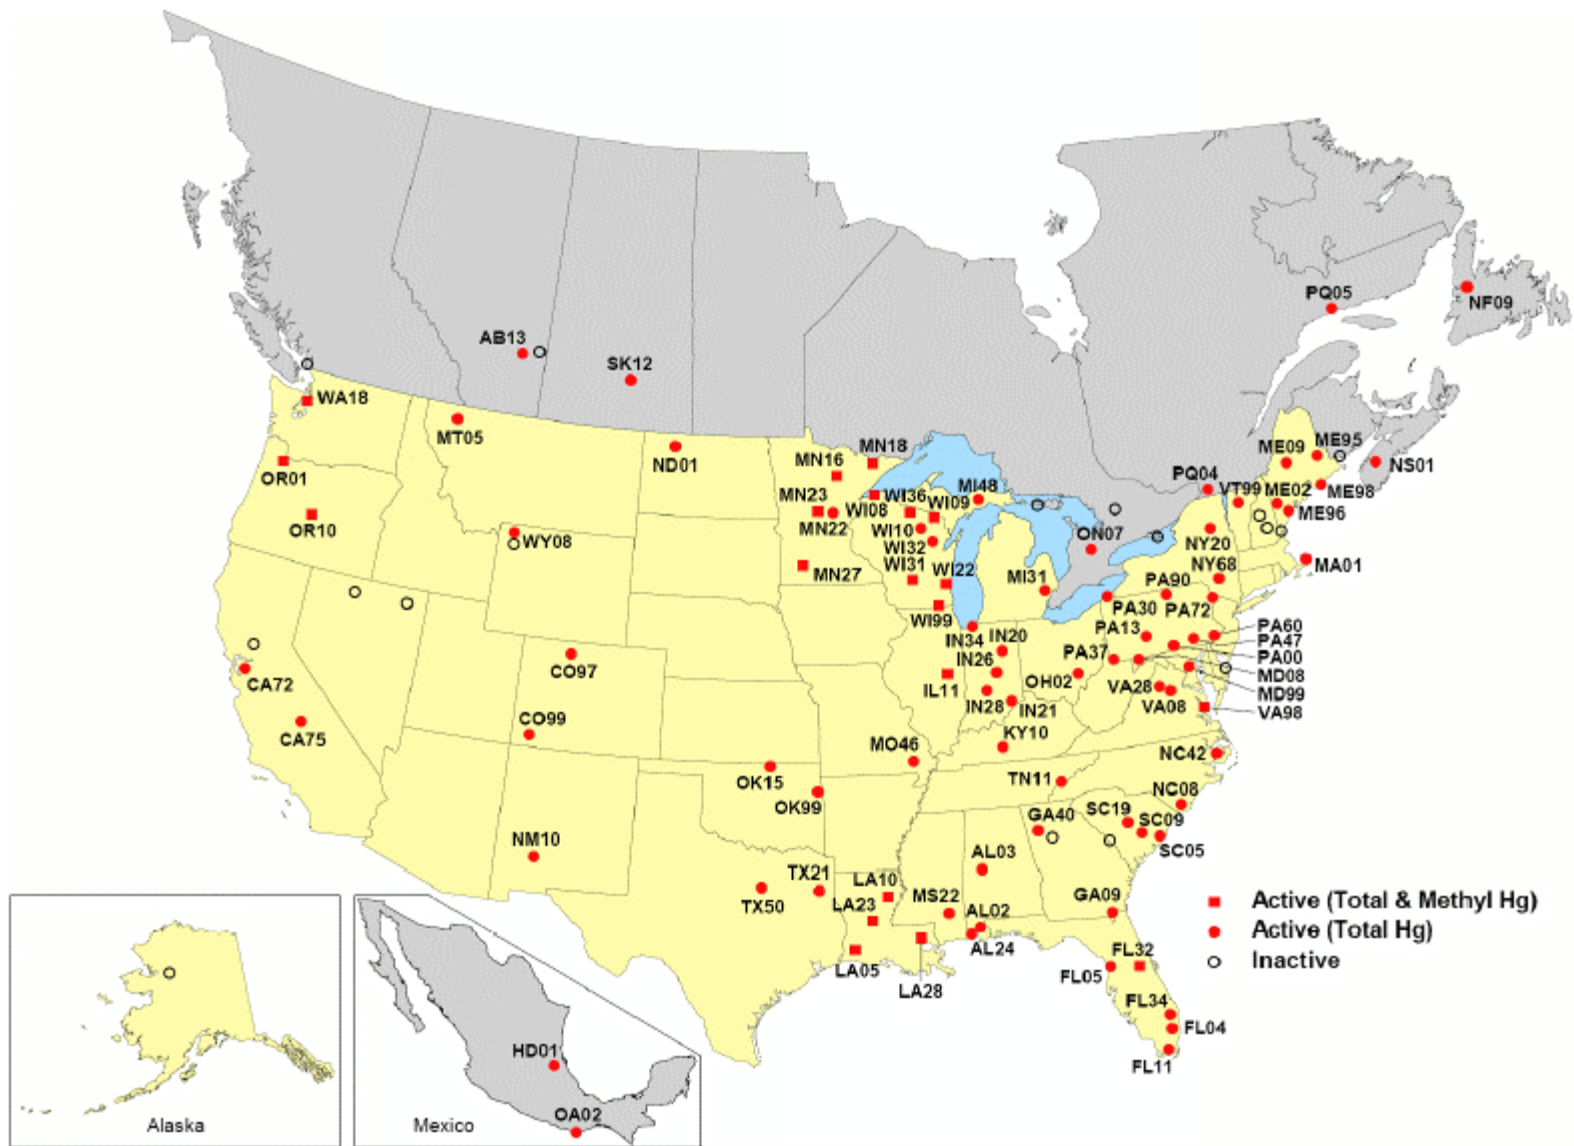 PQ05
NF09
AB13
SK12
WA18
MT05
ND01
MN18
MN16
ME09
ME95
NS01
PQ04
OR01
MN23
WI36
MI48
WI09
VT99
ME02
ME98
OR10
WY08
MN22
WI08
WI10
WI32
ON07
ME96
NY20
MN27
WI31
WI22
MI31
NY68
MA01
PA90
WI99
PA30
PA72
IN34
IN20
PA13
PA60
PA47
PA00
CO97
IN26
PA37
MD08
CA72
IL11
OH02
VA28
MD99
IN28
IN21
VA08
VA98
CO99
CA75
KY10
MO46
NC42
OK15
TN11
OK99
NC08
GA40
SC19
SC09
NM10
SC05
AL03
TX21
LA10
TX50
LA23
MS22
AL02
GA09
Active (Total & Methyl Hg)
Active (Total Hg)
AL24
FL32
Inactive
LA05
FL05
LA28
FL34
FL04
HD01
FL11
OA02
Alaska
Mexico